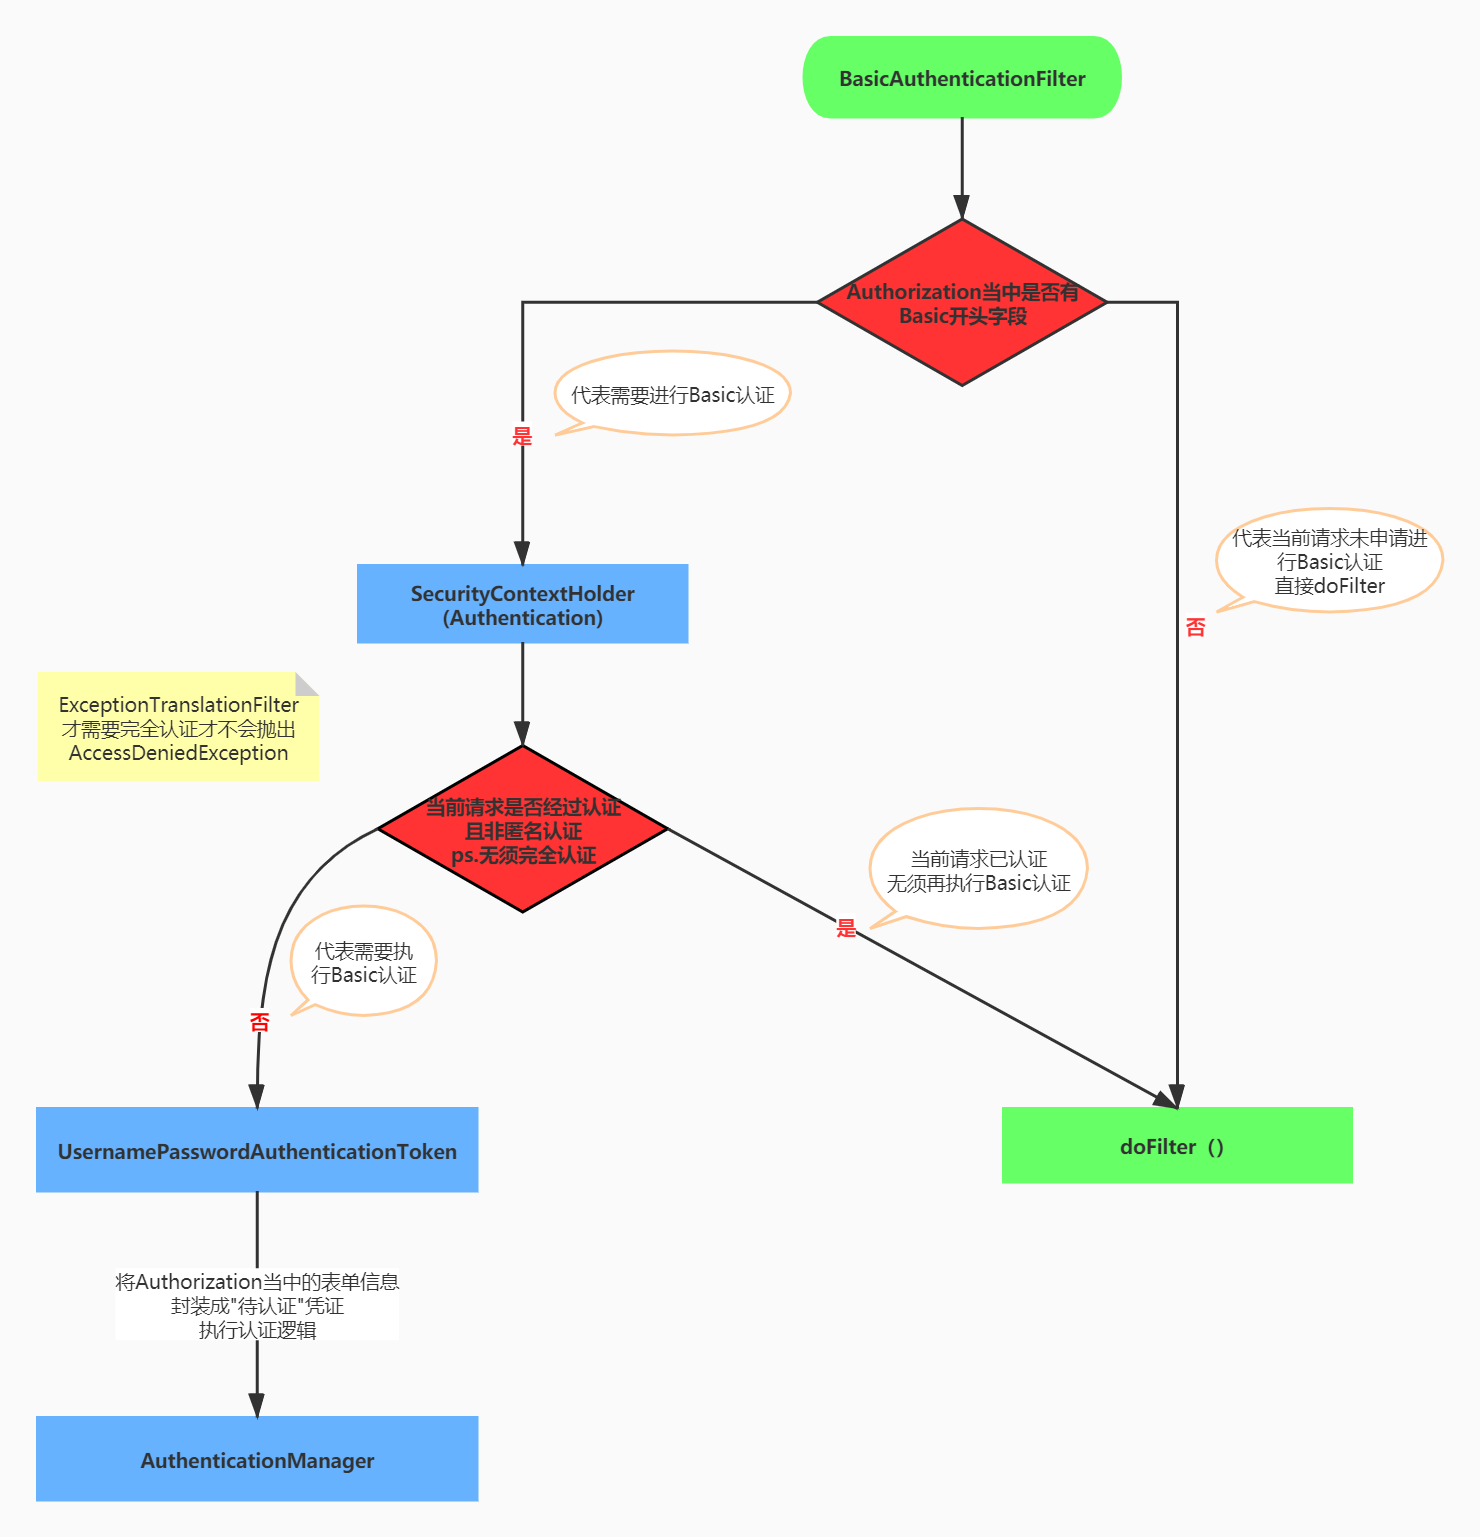 BasicAuthenticationFilter
Authorization当中是否有
Basic开头字段
代表需要进行Basic认证
是
代表当前请求未申请进
行Basic认证
直接doFilter
否
SecurityContextHolder
(Authentication)
ExceptionTranslationFilter
才需要完全认证才不会抛出
AccessDeniedException
当前请求是否经过认证
且非匿名认证
ps.无须完全认证
当前请求已认证
无须再执行Basic认证
是
代表需要执
行Basic认证
否
UsernamePasswordAuthenticationToken
doFilter（）
将Authorization当中的表单信息
封装成"待认证"凭证
执行认证逻辑
AuthenticationManager